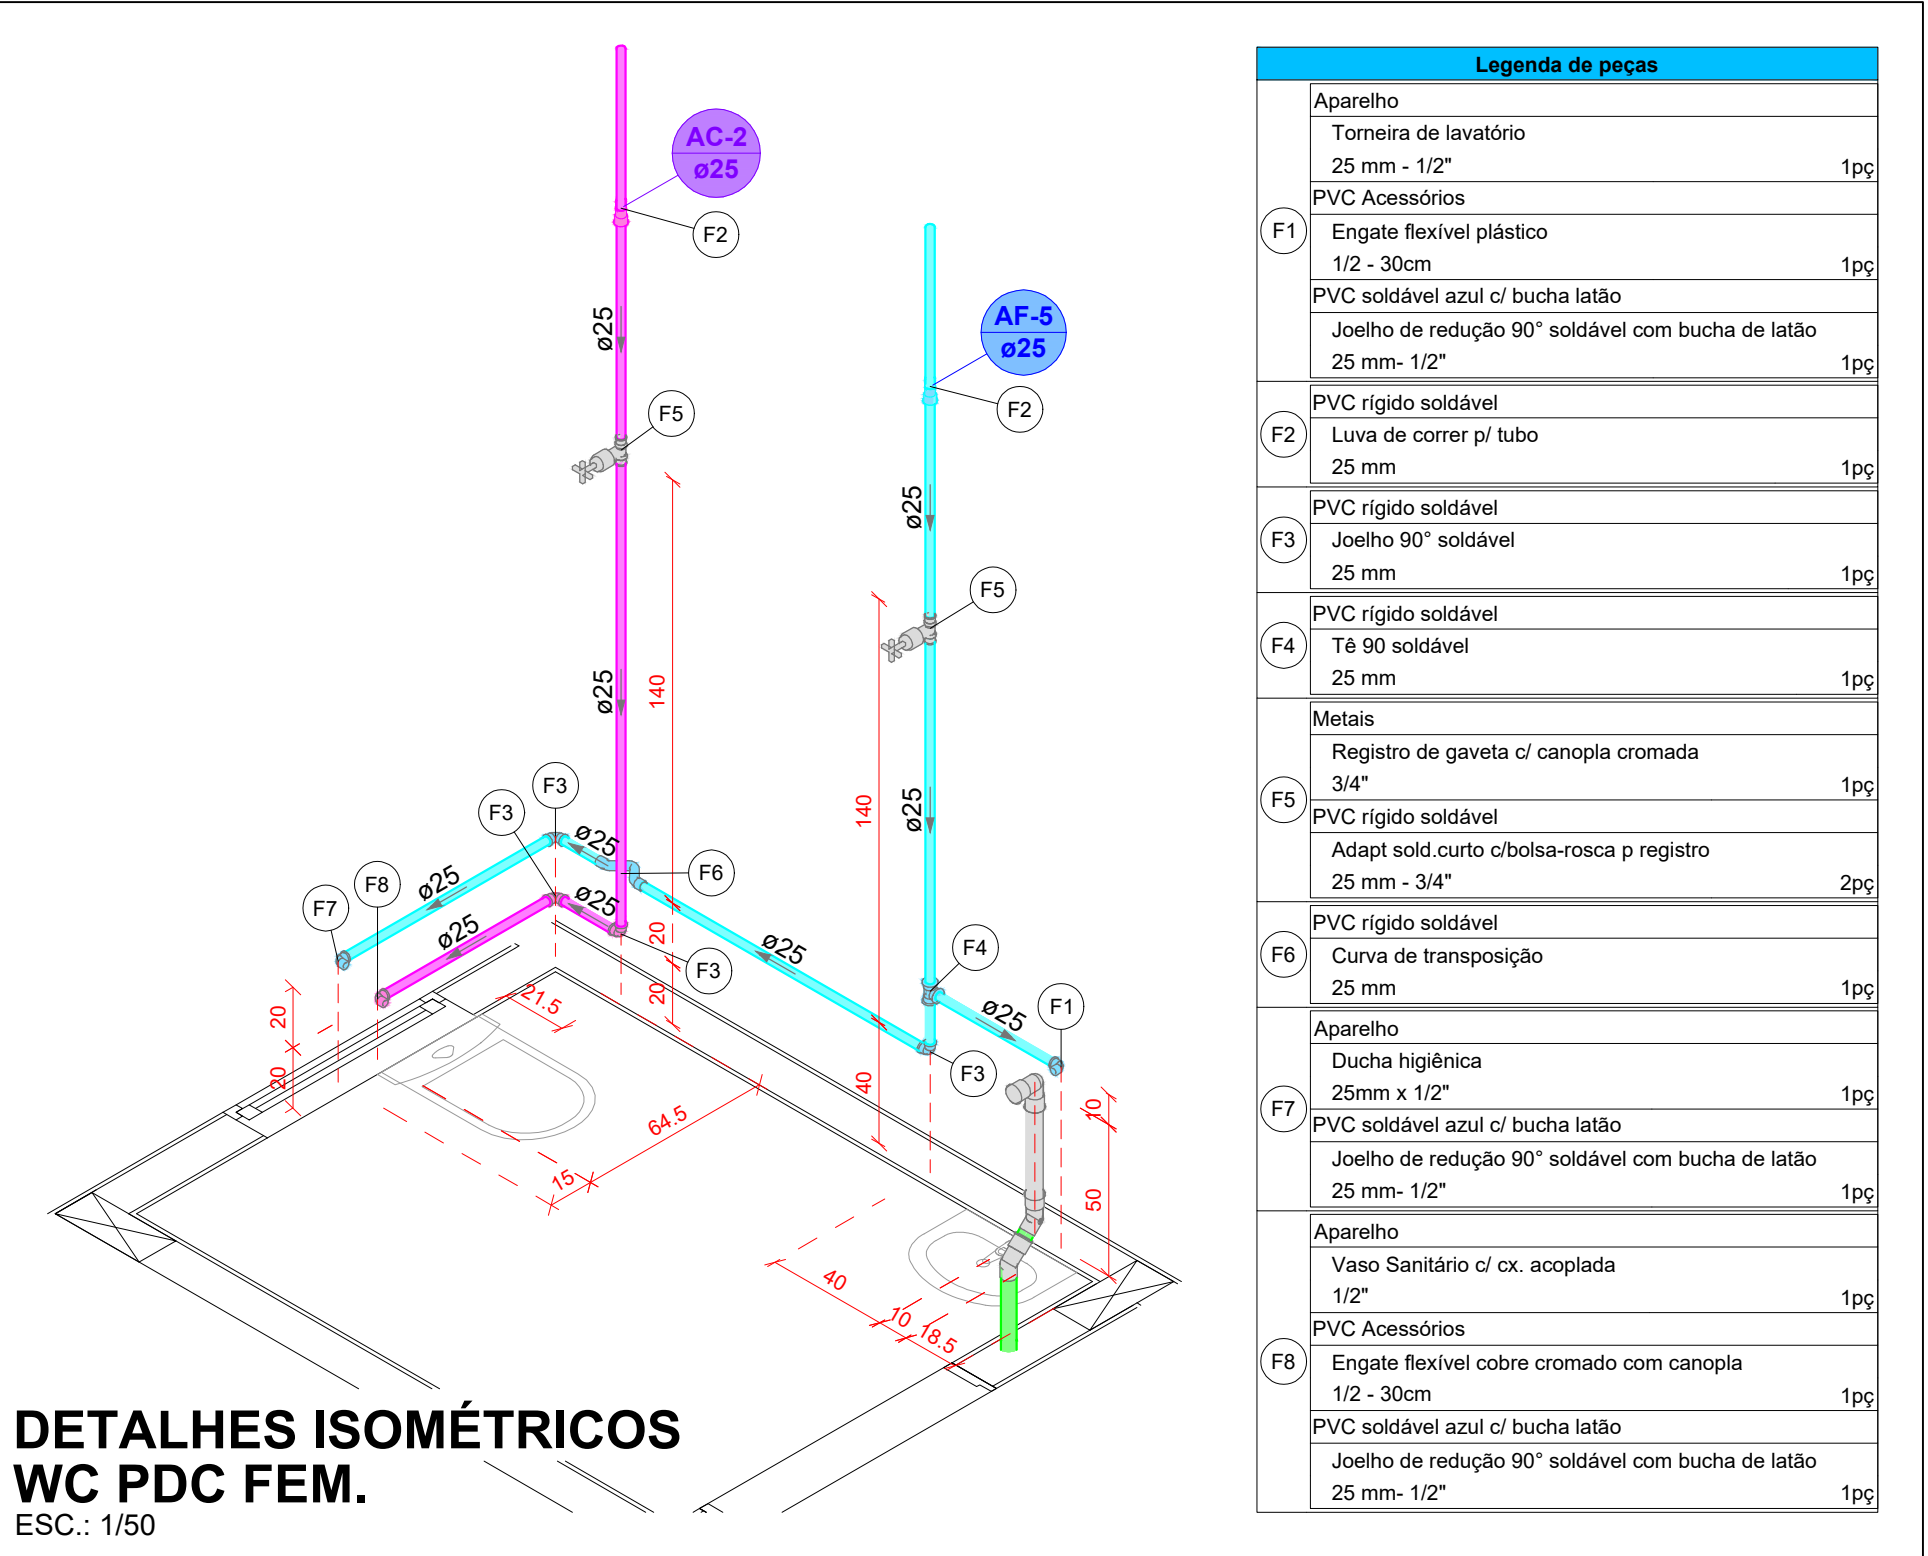 AC-2
ø25
F2
AF-5
ø25
F2
ø25
F5
ø25
F5
140
ø25
140
ø25
F3
F3
ø25
F6
F8
ø25
F7
ø25
ø25
20
ø25
F4
F3
20
21.5
ø25
F1
20
F3
20
40
10
64.5
15
50
40
10
18.5
DETALHES ISOMÉTRICOS
WC PDC FEM.
ESC.: 1/50
Legenda de peças
F1
Aparelho
Torneira de lavatório
25 mm - 1/2" 1pç
PVC Acessórios
Engate flexível plástico
1/2 - 30cm 1pç
PVC soldável azul c/ bucha latão
Joelho de redução 90° soldável com bucha de latão
25 mm- 1/2" 1pç
F2
PVC rígido soldável
Luva de correr p/ tubo
25 mm 1pç
F3
PVC rígido soldável
Joelho 90° soldável
25 mm 1pç
F4
PVC rígido soldável
Tê 90 soldável
25 mm 1pç
F5
Metais
Registro de gaveta c/ canopla cromada
3/4" 1pç
PVC rígido soldável
Adapt sold.curto c/bolsa-rosca p registro
25 mm - 3/4" 2pç
F6
PVC rígido soldável
Curva de transposição
25 mm 1pç
F7
Aparelho
Ducha higiênica
25mm x 1/2" 1pç
PVC soldável azul c/ bucha latão
Joelho de redução 90° soldável com bucha de latão
25 mm- 1/2" 1pç
F8
Aparelho
Vaso Sanitário c/ cx. acoplada
1/2" 1pç
PVC Acessórios
Engate flexível cobre cromado com canopla
1/2 - 30cm 1pç
PVC soldável azul c/ bucha latão
Joelho de redução 90° soldável com bucha de latão
25 mm- 1/2" 1pç